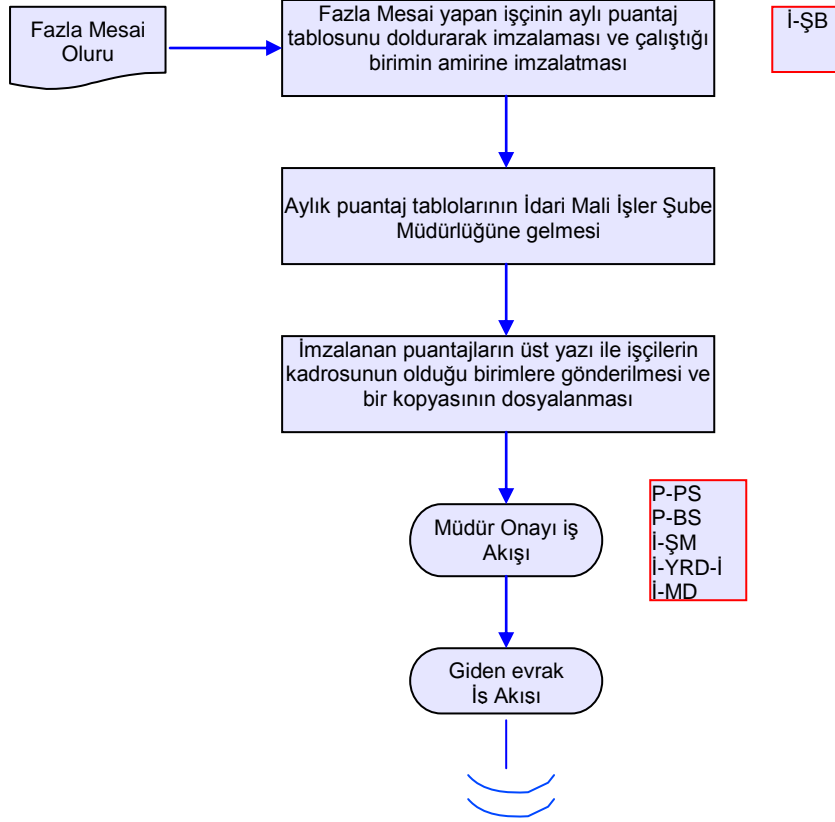 Fazla Mesai
Oluru
Fazla Mesai yapan işçinin aylı puantaj
tablosunu doldurarak imzalaması ve çalıştığı
birimin amirine imzalatması
İ-ŞB
Aylık puantaj tablolarının İdari Mali İşler Şube
Müdürlüğüne gelmesi
İmzalanan puantajların üst yazı ile işçilerin
kadrosunun olduğu birimlere gönderilmesi ve
bir kopyasının dosyalanması
Müdür Onayı iş
Akışı
P-PS
P-BS
İ-ŞM
İ-YRD-İ
İ-MD
Giden evrak
İş Akışı